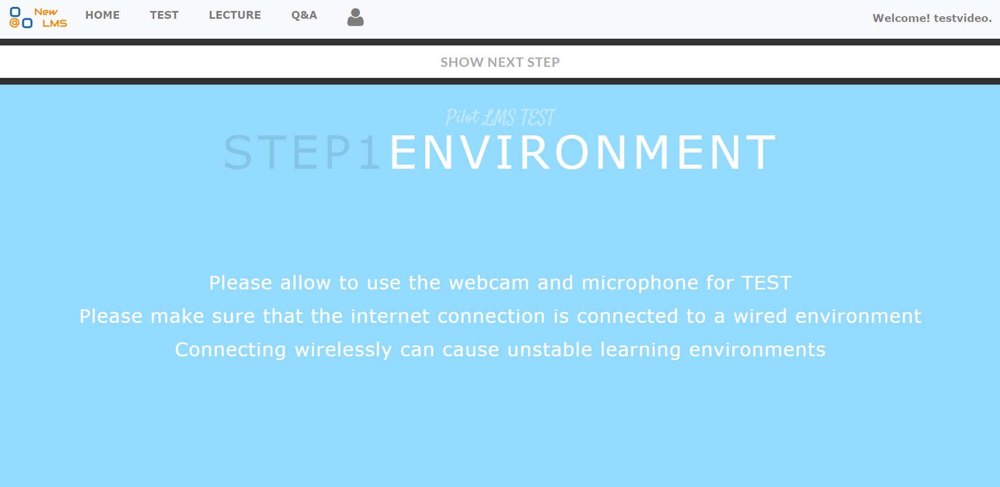 New
@ LMS
HOME TEST LECTURE Q&A
Welcome! testvideo.
SHOW NEXT STEP
Pilot LMS TEST
STEP1ENVIRONMENT
Please allow to use the webcam and microphone for TEST
Please make sure that the internet connection is connected to a wired environment
Connecting wirelessly can cause unstable learning environments